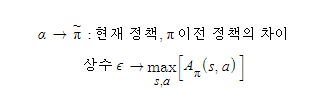 α → π̃ : 현재 정책, π 이전 정책의 차이
상수 ϵ → max_{s,a} [A_π(s, a)]